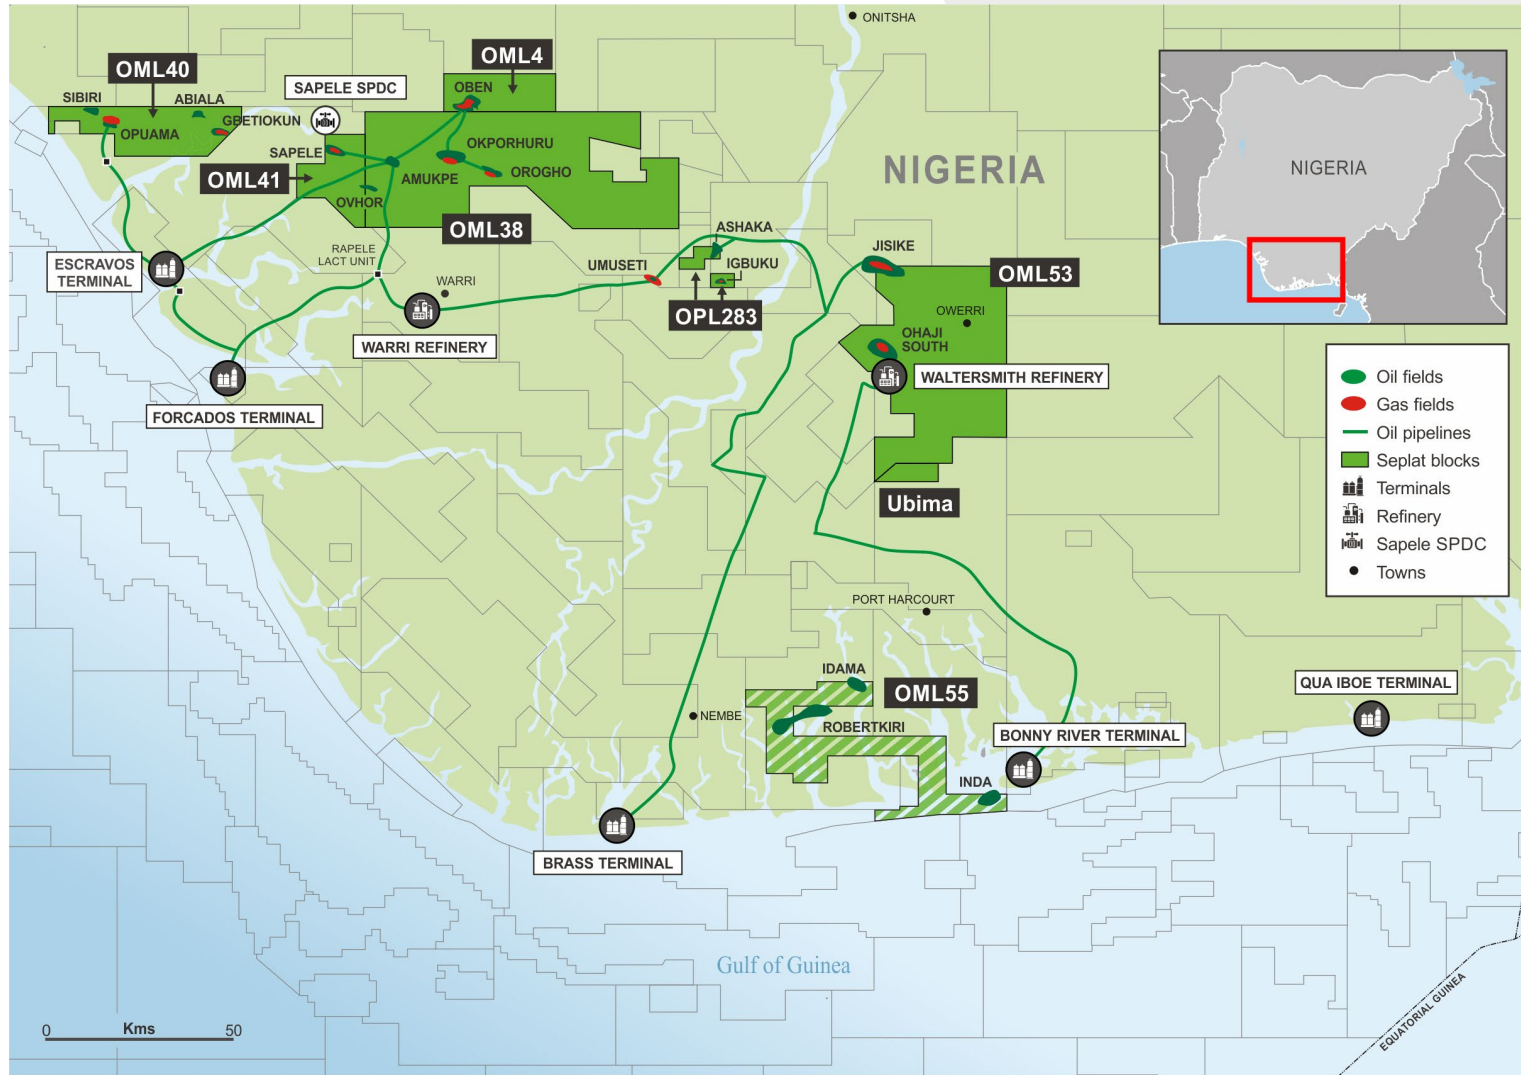 ONITSHA
OML4
OML40
SAPELE SPDC
SIBIRI
ABIALA
OBEN
OPUAMA
GBETIOKUN
OKPORHURU
SAPELE
AMUKPE
OROGHO
OML41
OVHOR
OML38
NIGERIA
NIGERIA
ASHAKA
RAPELE
LACT UNIT
UMUSETI
IGBUKU
JISIKE
OML53
ESCRAVOS
TERMINAL
WARRI
OPL283
OWERRI
WARRI REFINERY
OHAJI
SOUTH
WALTERSMITH REFINERY
FORCADOS TERMINAL
Oil fields
Gas fields
Oil pipelines
Seplat blocks
Terminals
Refinery
Sapele SPDC
Towns
Ubima
PORT HARCOURT
IDAMA
OML55
QUA IBOE TERMINAL
NEMBE
ROBERTKIRI
BONNY RIVER TERMINAL
INDA
BRASS TERMINAL
Gulf of Guinea
EQUATORIAL GUINEA
0 Kms 50